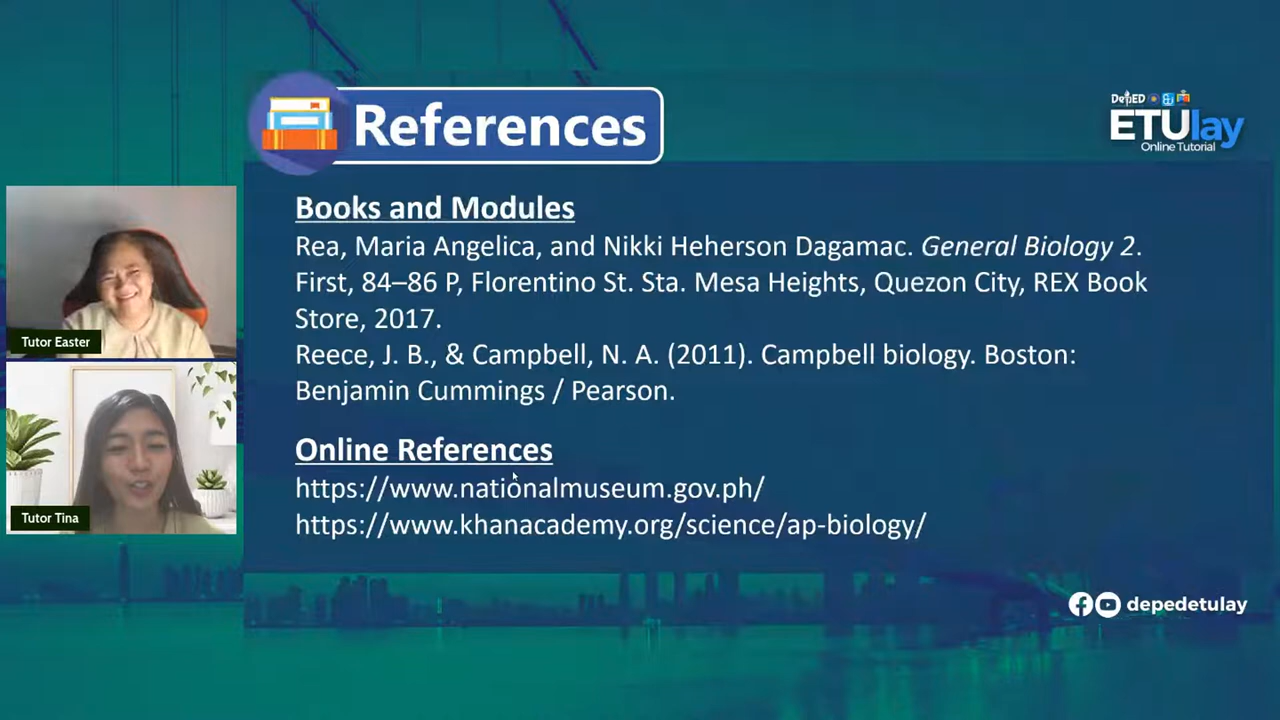 References
DepED
ETUlay
Online Tutorial
Books and Modules
Rea, Maria Angelica, and Nikki Heherson Dagamac. General Biology 2.
First, 84–86 P, Florentino St. Sta. Mesa Heights, Quezon City, REX Book
Store, 2017.
Reece, J. B., & Campbell, N. A. (2011). Campbell biology. Boston:
Benjamin Cummings / Pearson.
Online References
https://www.nationalmuseum.gov.ph/
https://www.khanacademy.org/science/ap-biology/
Tutor Easter
Tutor Tina
depedetulay